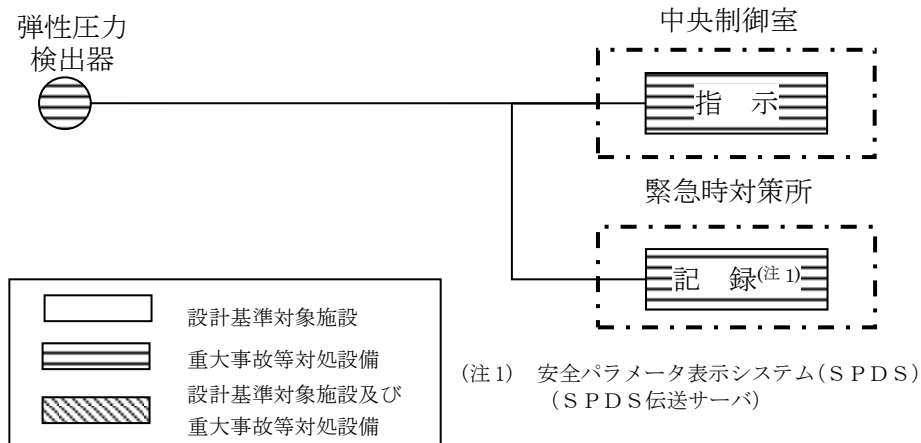 弾性圧力
検出器
中央制御室
指　示
緊急時対策所
記　録(注 1)
設計基準対象施設
重大事故等対処設備
設計基準対象施設及び
重大事故等対処設備
(注 1)　安全パラメータ表示システム(ＳＰＤＳ)
(ＳＰＤＳ伝送サーバ)